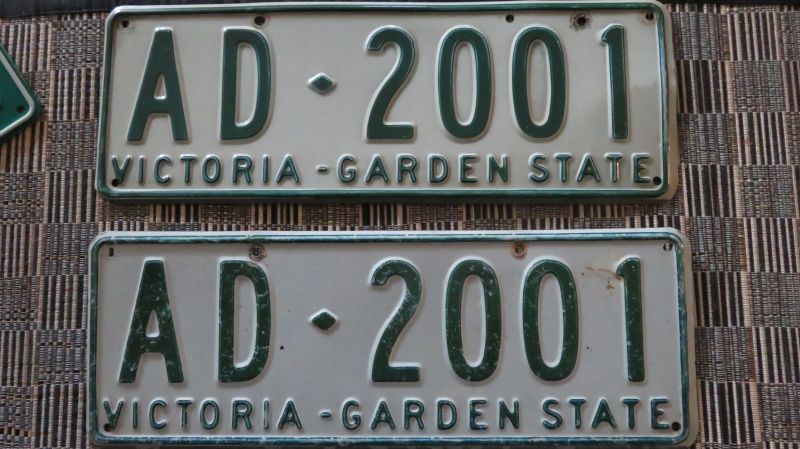 AD·2001
VICTORIA - GARDEN STATE
AD·2001
VICTORIA - GARDEN STATE